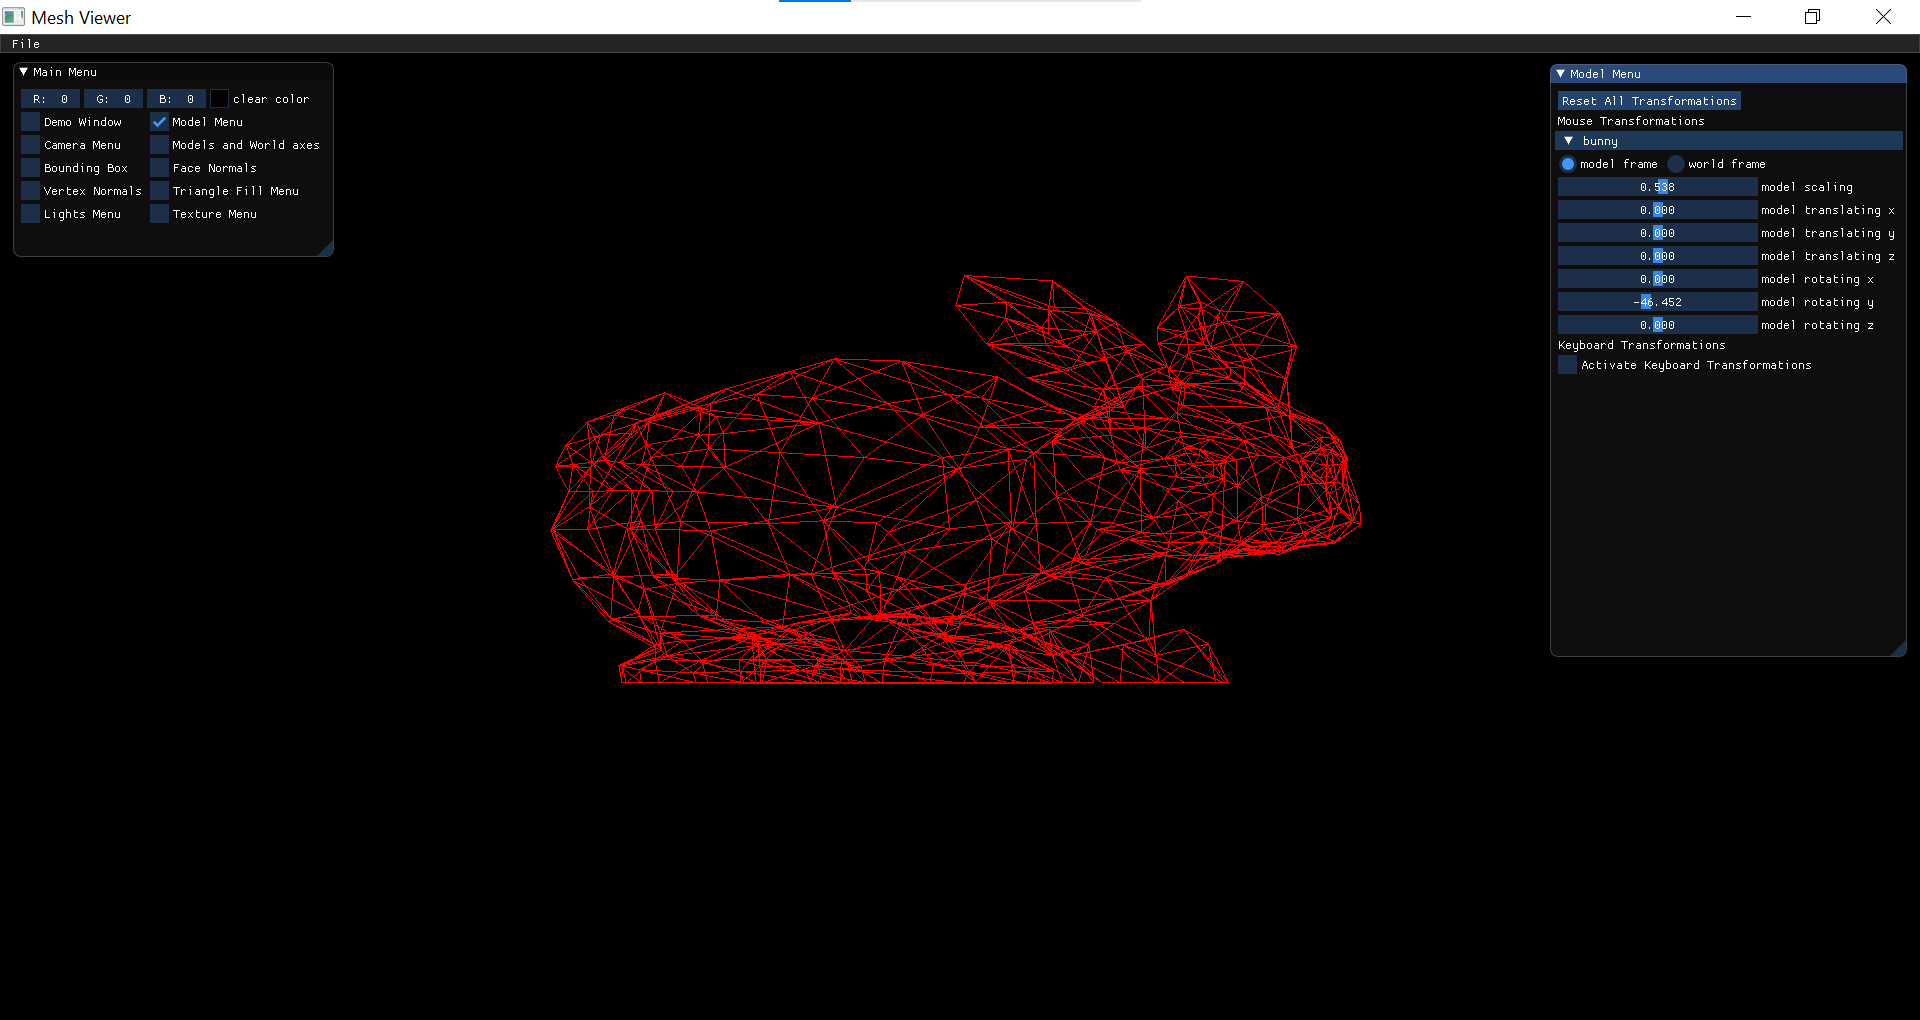 Mesh Viewer
File
Main Menu
R: 0 G: 0 B: 0 clear color
Demo Window Model Menu
Camera Menu Models and World axes
Bounding Box Face Normals
Vertex Normals Triangle Fill Menu
Lights Menu Texture Menu
Model Menu
Reset All Transformations
Mouse Transformations
bunny
model frame world frame
0.538 model scaling
0.000 model translating x
0.000 model translating y
0.000 model translating z
0.000 model rotating x
-46.452 model rotating y
0.000 model rotating z
Keyboard Transformations
Activate Keyboard Transformations